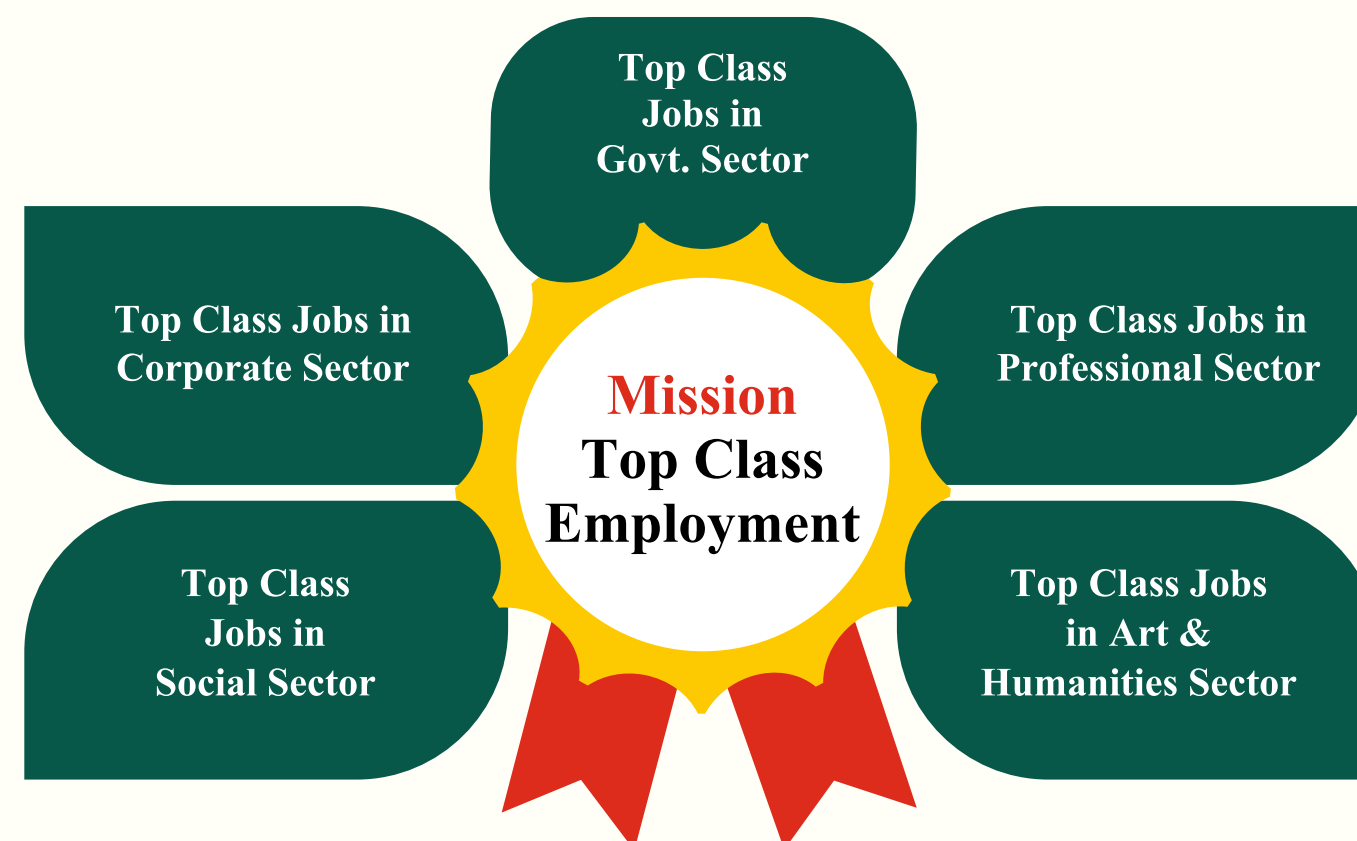 Top Class
Jobs in
Govt. Sector
Top Class Jobs in
Corporate Sector
Top Class Jobs in
Professional Sector
Mission
Top Class
Employment
Top Class
Jobs in
Social Sector
Top Class Jobs
in Art &
Humanities Sector